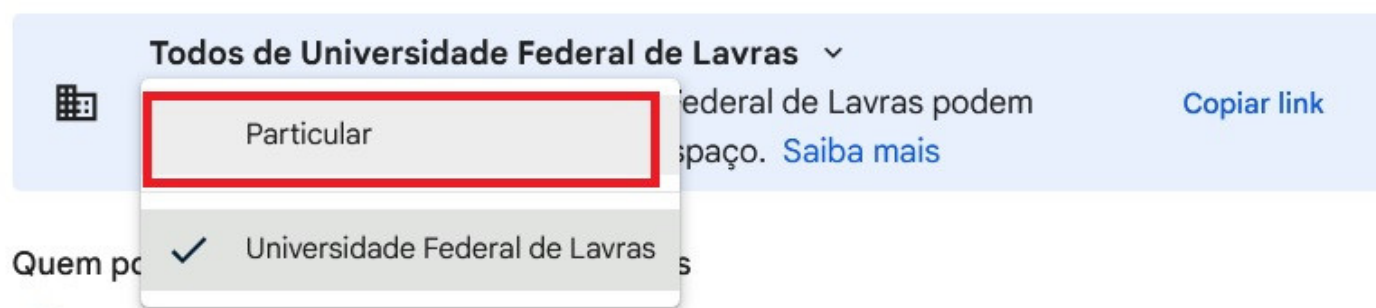 Todos de Universidade Federal de Lavras
Particular
ederal de Lavras podem
Copiar link
spaço. Saiba mais
Universidade Federal de Lavras
Quem po
s